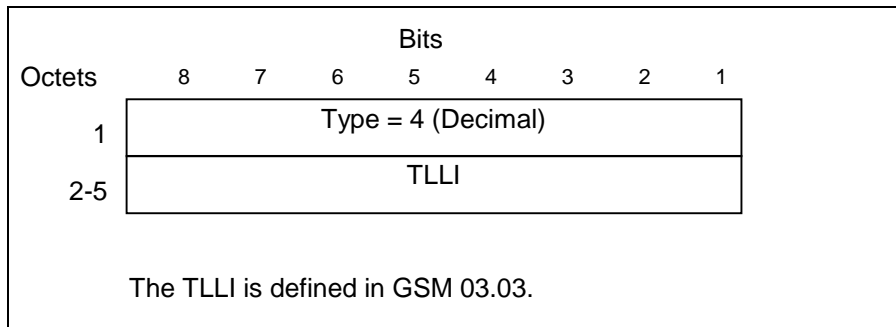 Bits
Octets 8 7 6 5 4 3 2 1
1 Type = 4 (Decimal)
2-5 TLLI
The TLLI is defined in GSM 03.03.